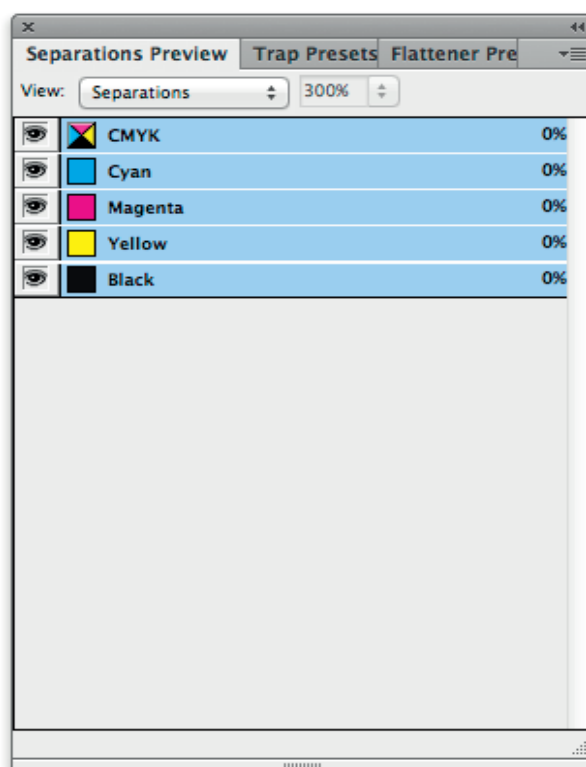 Separations Preview Trap Presets Flattener Pre
View: Separations 300%
CMYK 0%
Cyan 0%
Magenta 0%
Yellow 0%
Black 0%